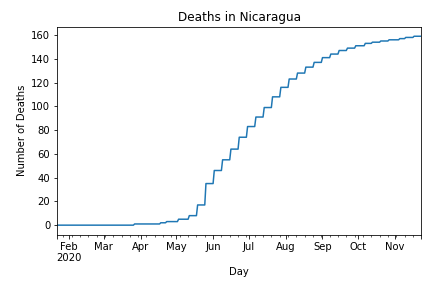 Deaths in Nicaragua
160
140
120
100
80
60
40
20
0
Number of Deaths
Feb Mar Apr May Jun Jul Aug Sep Oct Nov
2020
Day